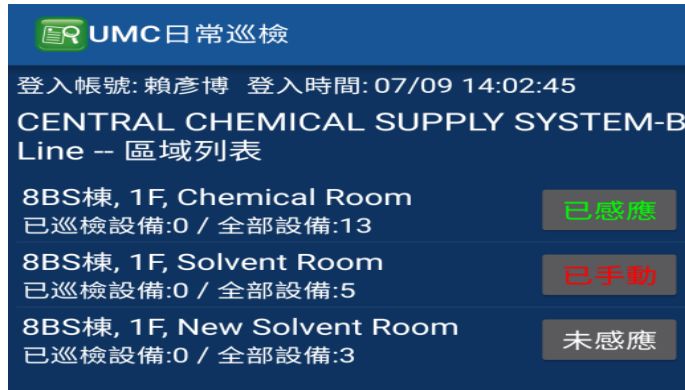 UMC日常巡檢
登入帳號: 賴彥博 登入時間: 07/09 14:02:45
CENTRAL CHEMICAL SUPPLY SYSTEM-B
Line -- 區域列表
8BS棟, 1F, Chemical Room
已巡檢設備:0 / 全部設備:13
已感應
8BS棟, 1F, Solvent Room
已巡檢設備:0 / 全部設備:5
已手動
8BS棟, 1F, New Solvent Room
已巡檢設備:0 / 全部設備:3
未感應